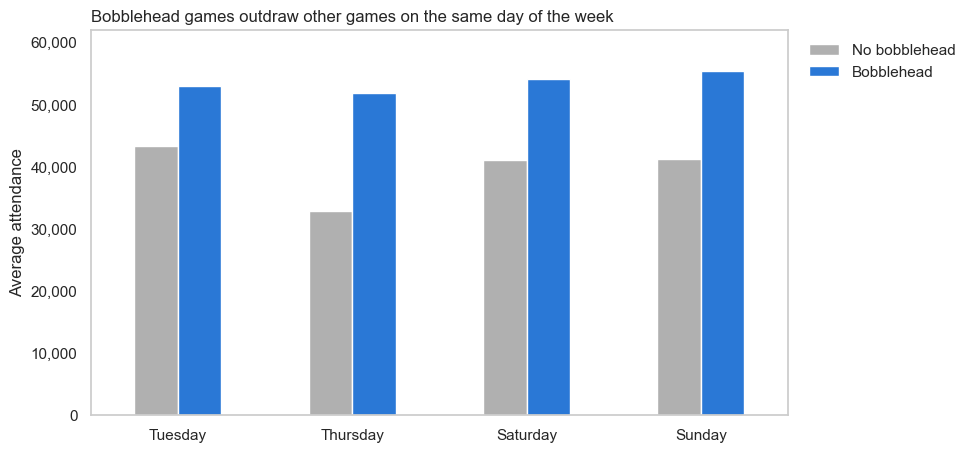 Bobblehead games outdraw other games on the same day of the week
60,000
50,000
40,000
30,000
20,000
10,000
0
Average attendance
Tuesday
Thursday
Saturday
Sunday
No bobblehead
Bobblehead